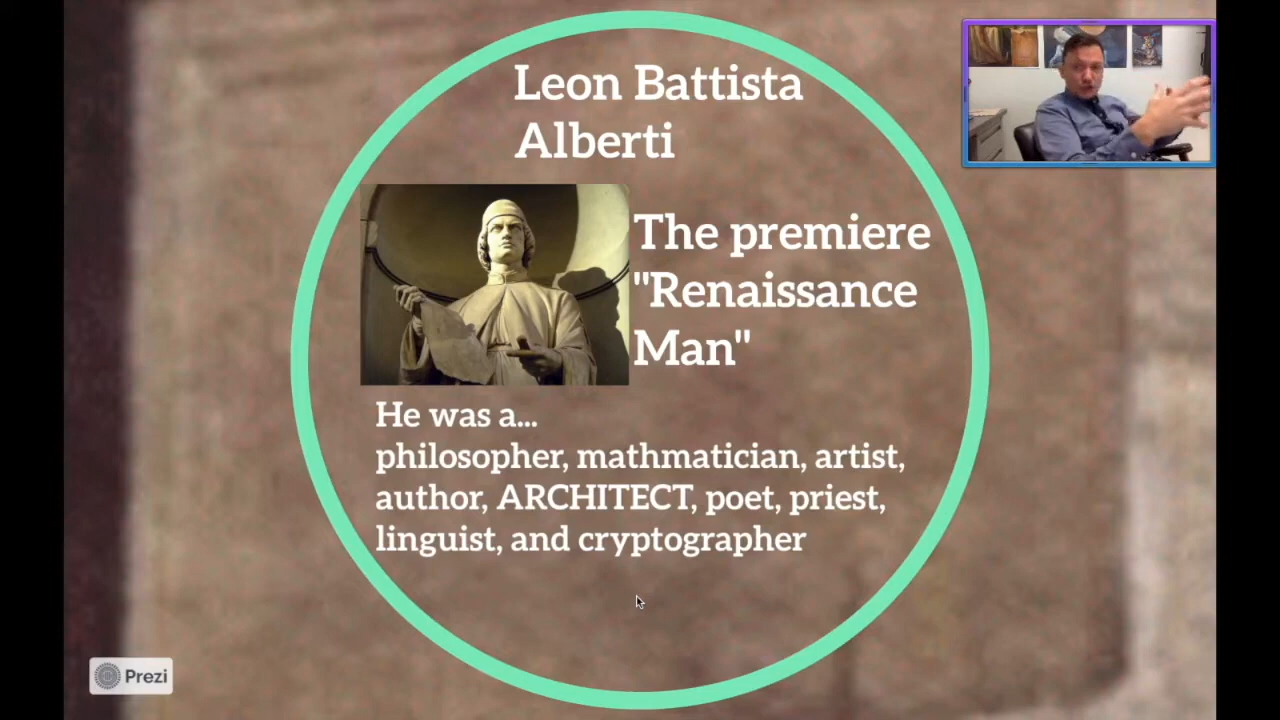 Leon Battista
Alberti
The premiere
"Renaissance
Man"
He was a...
philosopher, mathmatician, artist,
author, ARCHITECT, poet, priest,
linguist, and cryptographer
Prezi